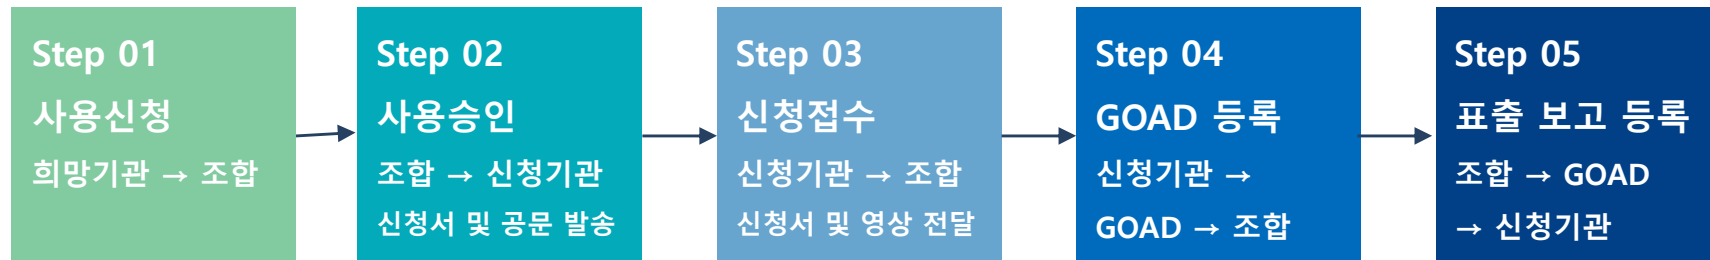 Step 01
사용신청
희망기관 → 조합
Step 02
사용승인
조합 → 신청기관
신청서 및 공문 발송
Step 03
신청접수
신청기관 → 조합
신청서 및 영상 전달
Step 04
GOAD 등록
신청기관 →
GOAD → 조합
Step 05
표출 보고 등록
조합 → GOAD
→ 신청기관